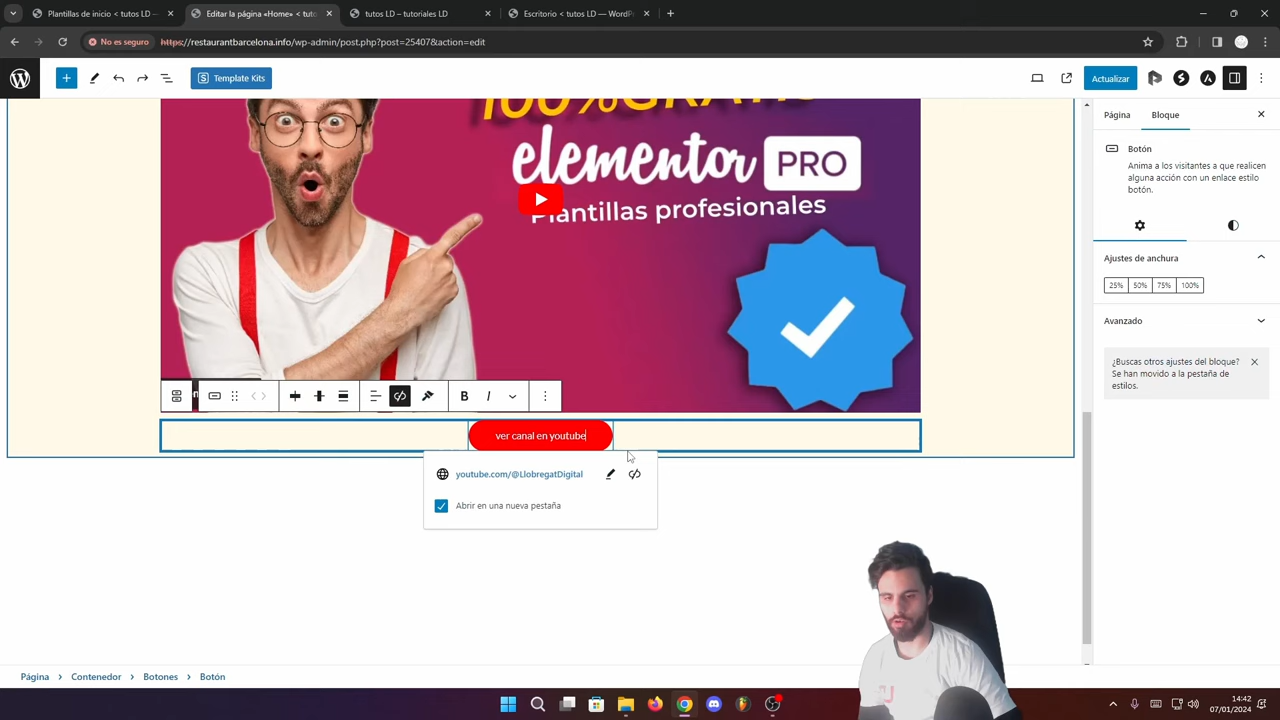 Plantillas de inicio < tutos LD —
Editar la página «Home» < tuto
tutos LD – tutoriales LD
Escritorio < tutos LD — WordPr
No es seguro
https://restaurantbarcelona.info/wp-admin/post.php?post=25407&action=edit
Template Kits
Actualizar
100%GRATIS
elementor PRO
Plantillas profesionales
Página
Bloque
Botón
Anima a los visitantes a que realicen
alguna acción con un enlace estilo
botón.
Ajustes de anchura
25% 50% 75% 100%
Avanzado
¿Buscas otros ajustes del bloque?
Se han movido a la pestaña de
estilos.
B I
ver canal en youtube
youtube.com/@LlobregatDigital
Abrir en una nueva pestaña
Página > Contenedor > Botones > Botón
14:42
07/01/2024